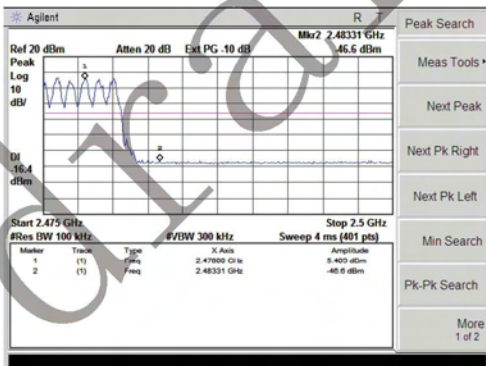 Agilent R T
Peak Search
Mkr2 2.48331 GHz
Ref 20 dBm Atten 20 dB Ext PG -10 dB -46.6 dBm
Peak
Log
10
dB/
1
2
DI
-16.4
dBm
Meas Tools
Next Peak
Next Pk Right
Next Pk Left
Min Search
Pk-Pk Search
More
1 of 2
Start 2.475 GHz Stop 2.5 GHz
#Res BW 100 kHz #VBW 300 kHz Sweep 4 ms (401 pts)
Marker Trace Type X Axis Amplitude
1 (1) Freq GHz dBm
2 (1) Freq 2.48331 GHz -46.6 dBm